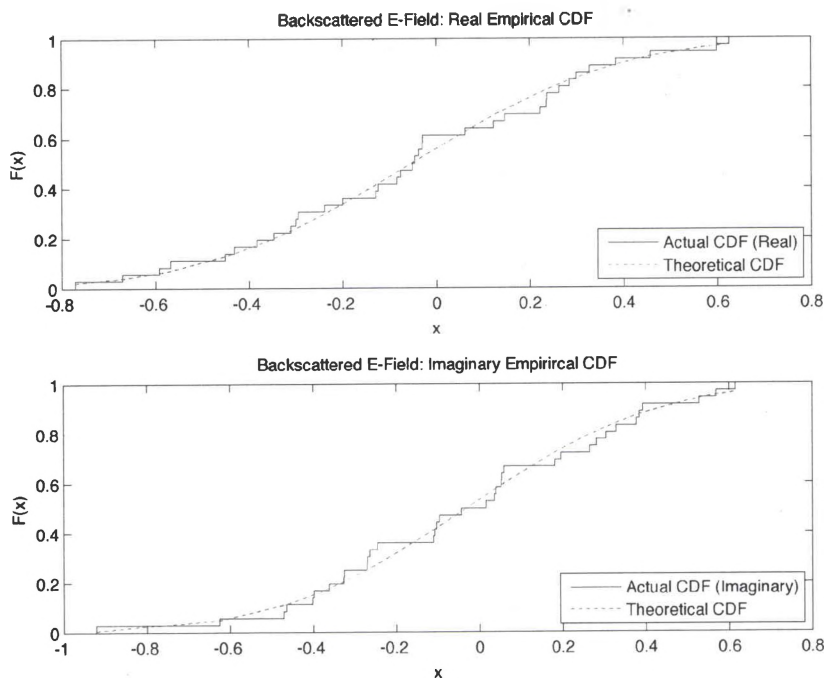 Backscattered E-Field: Real Empirical CDF
1
0.8
0.6
0.4
0.2
0
F(x)
-0.8 -0.6 -0.4 -0.2 0 0.2 0.4 0.6 0.8
x
Actual CDF (Real)
Theoretical CDF
Backscattered E-Field: Imaginary Empirircal CDF
1
0.8
0.6
0.4
0.2
0
F(x)
-1 -0.8 -0.6 -0.4 -0.2 0 0.2 0.4 0.6 0.8
x
Actual CDF (Imaginary)
Theoretical CDF